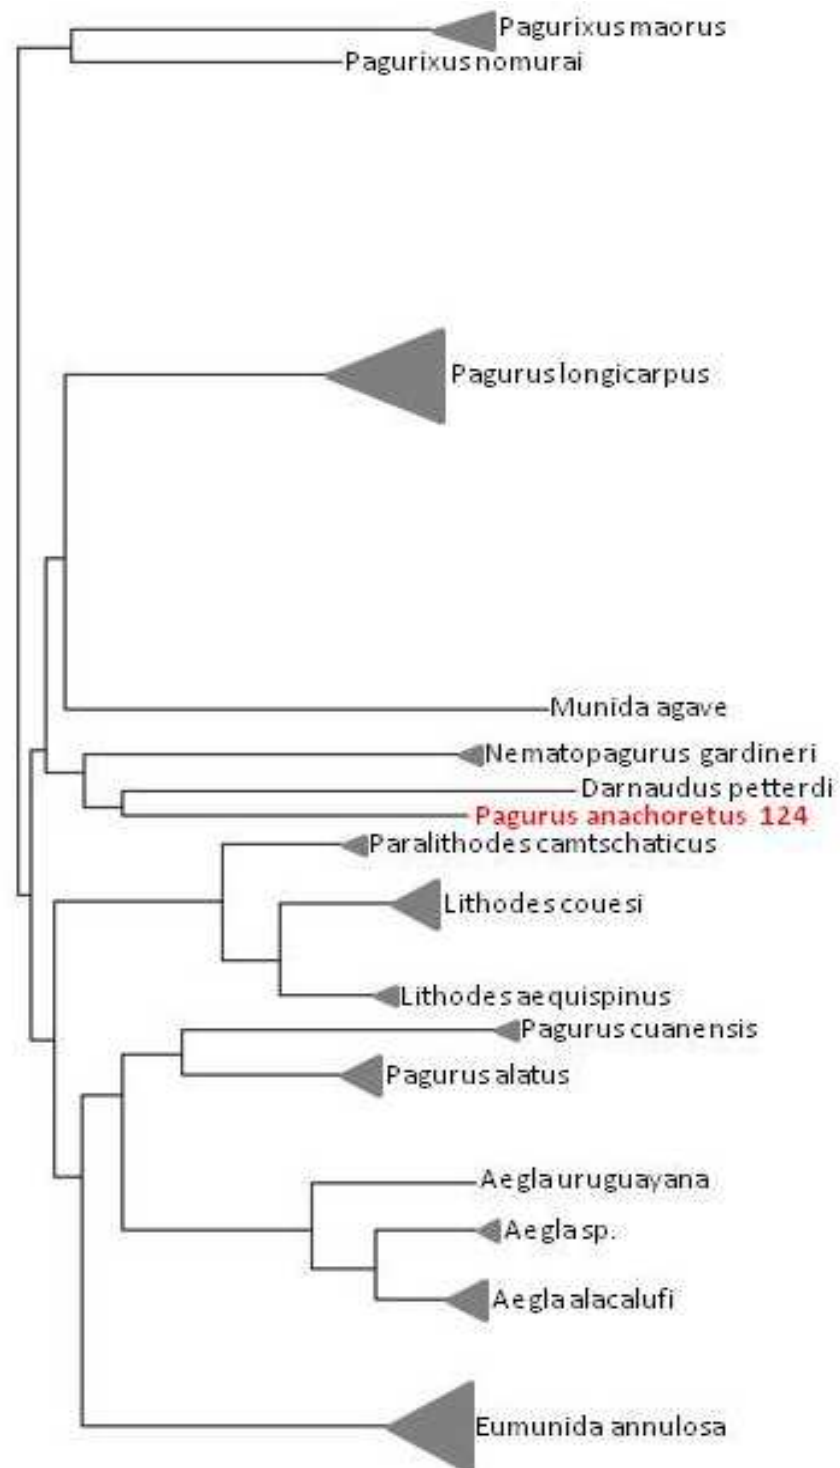 Pagurixus maorus
Pagurixus nomurai
Pagurus longicarpus
Munida agave
Nematopagurus gardineri
Darnaudus petterdi
Pagurus anachoretus 124
Paralithodes camtschaticus
Lithodes couesi
Lithodes aequispinus
Pagurus cuanensis
Pagurus alatus
Aegla uruguayana
Aegla sp.
Aegla alacalufi
Eumunida annulosa